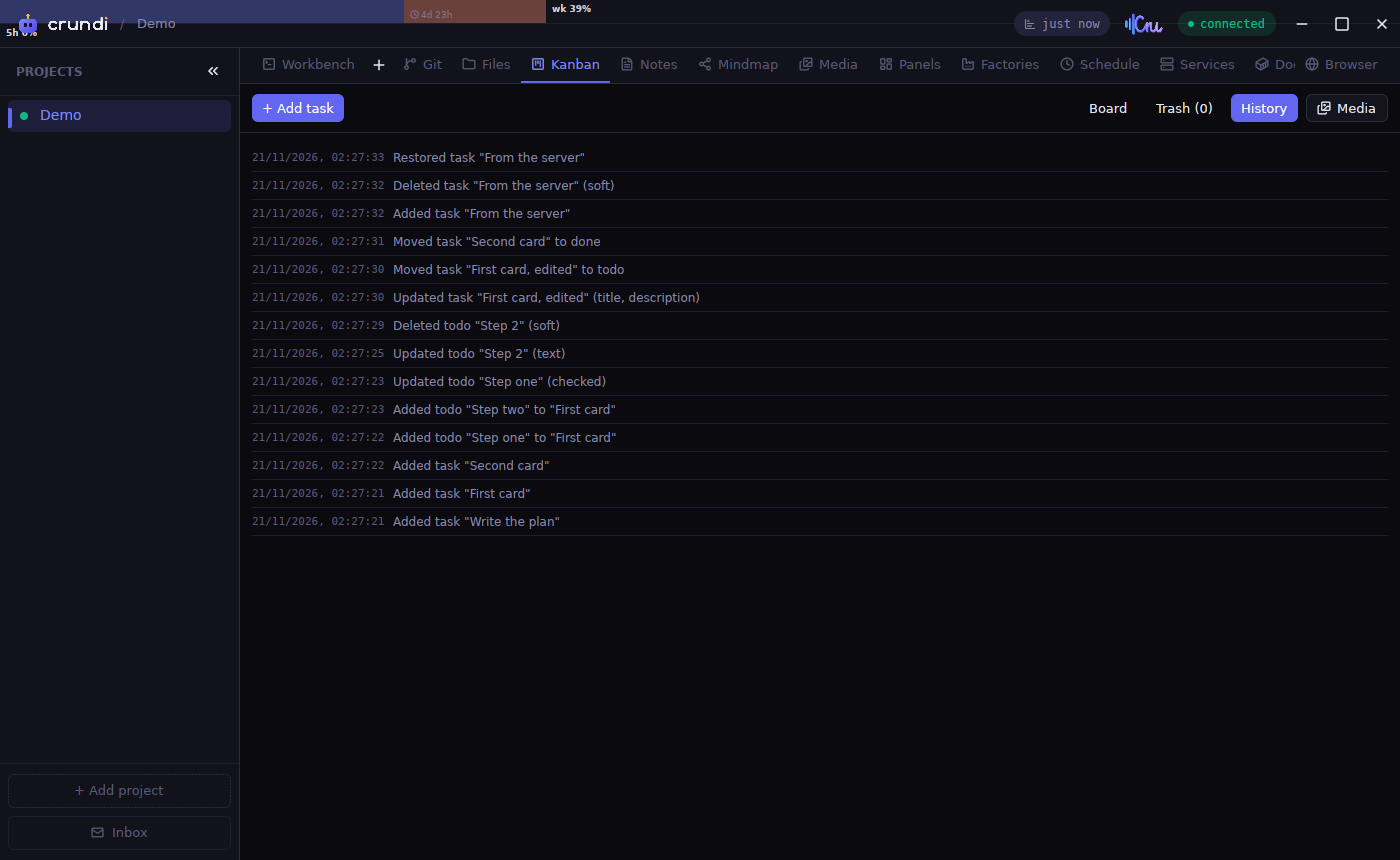 4d 23h
wk 39%
5h
crundi / Demo
just now
Cru
connected
PROJECTS
Workbench
Git
Files
Kanban
Notes
Mindmap
Media
Panels
Factories
Schedule
Services
Doc
Browser
Demo
+ Add task
Board
Trash (0)
History
Media
21/11/2026, 02:27:33 Restored task "From the server"
21/11/2026, 02:27:32 Deleted task "From the server" (soft)
21/11/2026, 02:27:32 Added task "From the server"
21/11/2026, 02:27:31 Moved task "Second card" to done
21/11/2026, 02:27:30 Moved task "First card, edited" to todo
21/11/2026, 02:27:30 Updated task "First card, edited" (title, description)
21/11/2026, 02:27:29 Deleted todo "Step 2" (soft)
21/11/2026, 02:27:25 Updated todo "Step 2" (text)
21/11/2026, 02:27:23 Updated todo "Step one" (checked)
21/11/2026, 02:27:23 Added todo "Step two" to "First card"
21/11/2026, 02:27:22 Added todo "Step one" to "First card"
21/11/2026, 02:27:22 Added task "Second card"
21/11/2026, 02:27:21 Added task "First card"
21/11/2026, 02:27:21 Added task "Write the plan"
+ Add project
Inbox